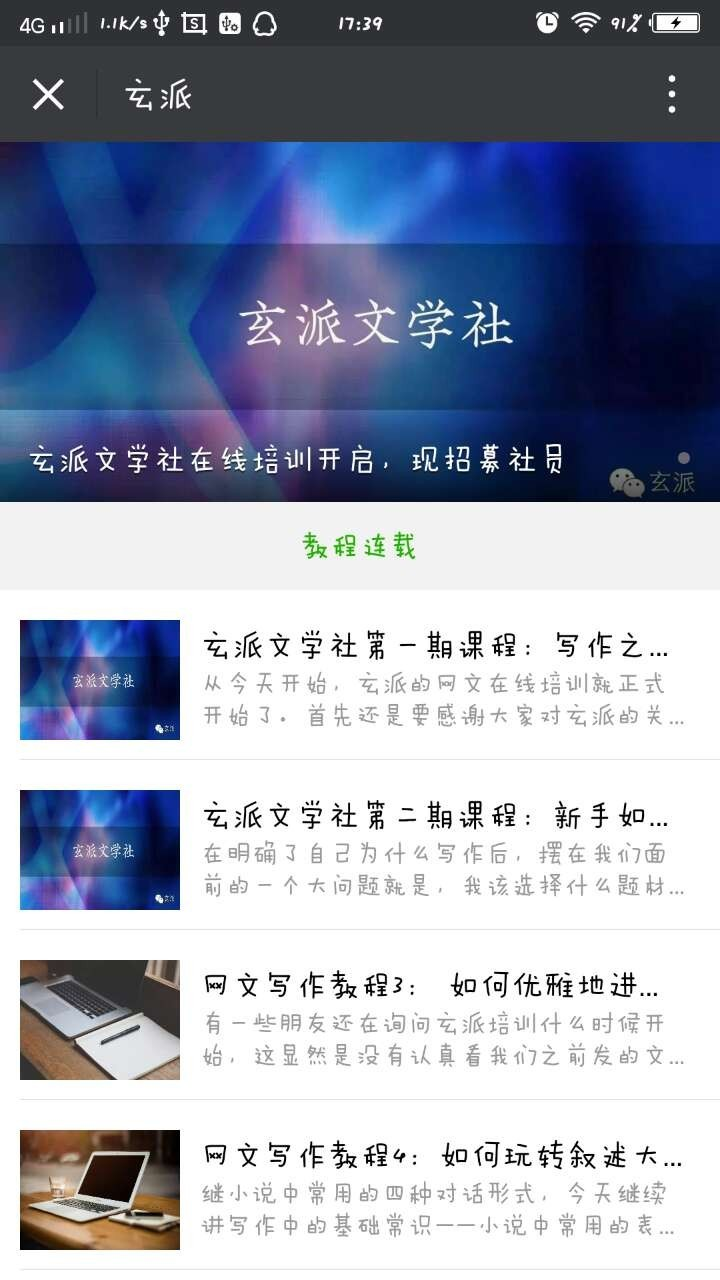 4G 1.1K/s 17:39 91%
玄派
玄派文学社
玄派文学社在线培训开启，现招募社员
玄派
教程连载
玄派文学社
玄派文学社第一期课程：写作之...
从今天开始，玄派的网文在线培训就正式
开始了。首先还是要感谢大家对玄派的关...
玄派文学社
玄派文学社第二期课程：新手如...
在明确了自己为什么写作后，摆在我们面
前的一个大问题就是，我该选择什么题材...
网文写作教程3： 如何优雅地进...
有一些朋友还在询问玄派培训什么时候开
始，这显然是没有认真看我们之前发的文...
网文写作教程4：如何玩转叙述大...
继小说中常用的四种对话形式，今天继续
讲写作中的基础常识——小说中常用的表...